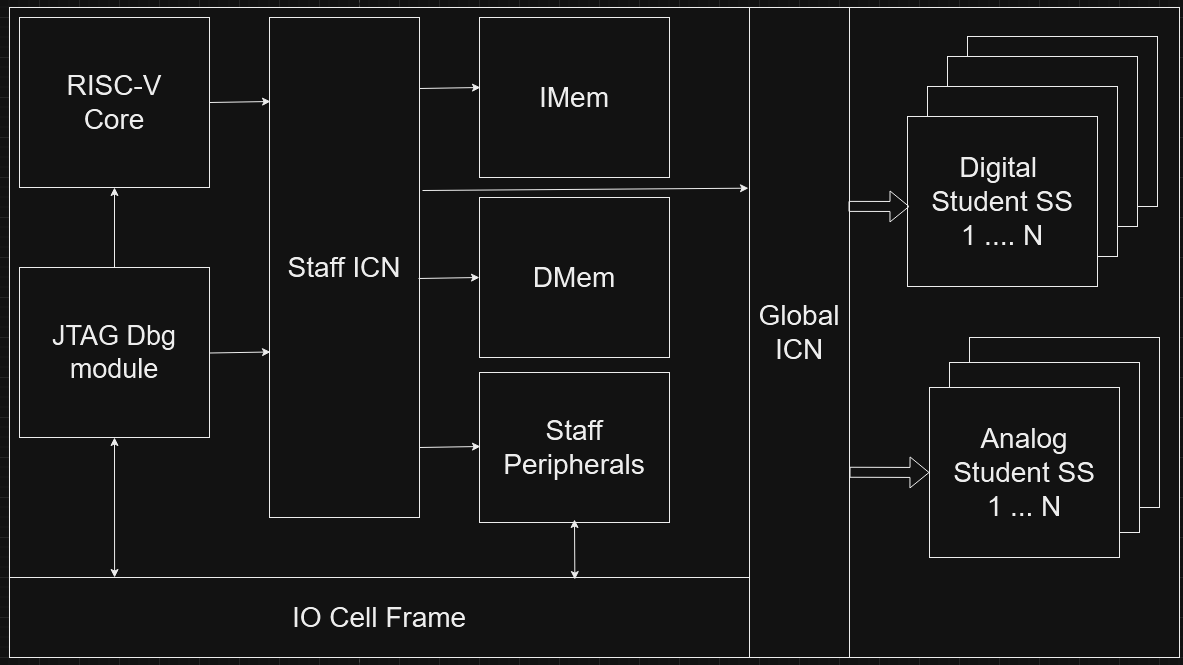 RISC-V
Core
IMem
Digital
Student SS
1 .... N
Staff ICN
DMem
Global
ICN
JTAG Dbg
module
Staff
Peripherals
Analog
Student SS
1 ... N
IO Cell Frame